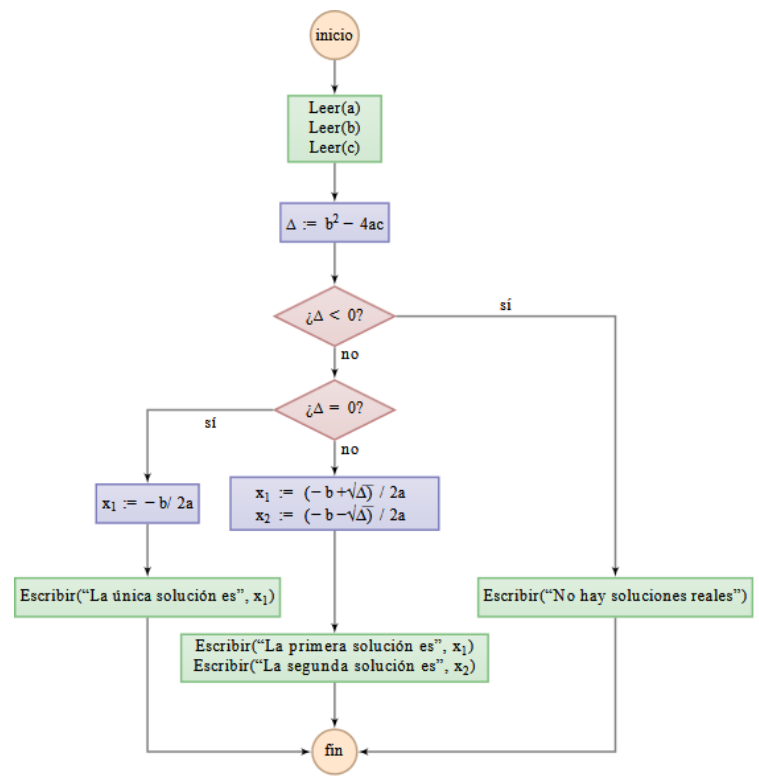 inicio
Leer(a)
Leer(b)
Leer(c)
Δ := b² − 4ac
¿Δ < 0?
sí
no
¿Δ = 0?
sí
no
x₁ := −b/ 2a
x₁ := (−b+√Δ) / 2a
x₂ := (−b−√Δ) / 2a
Escribir(“La única solución es”, x₁)
Escribir(“No hay soluciones reales”)
Escribir(“La primera solución es”, x₁)
Escribir(“La segunda solución es”, x₂)
fin